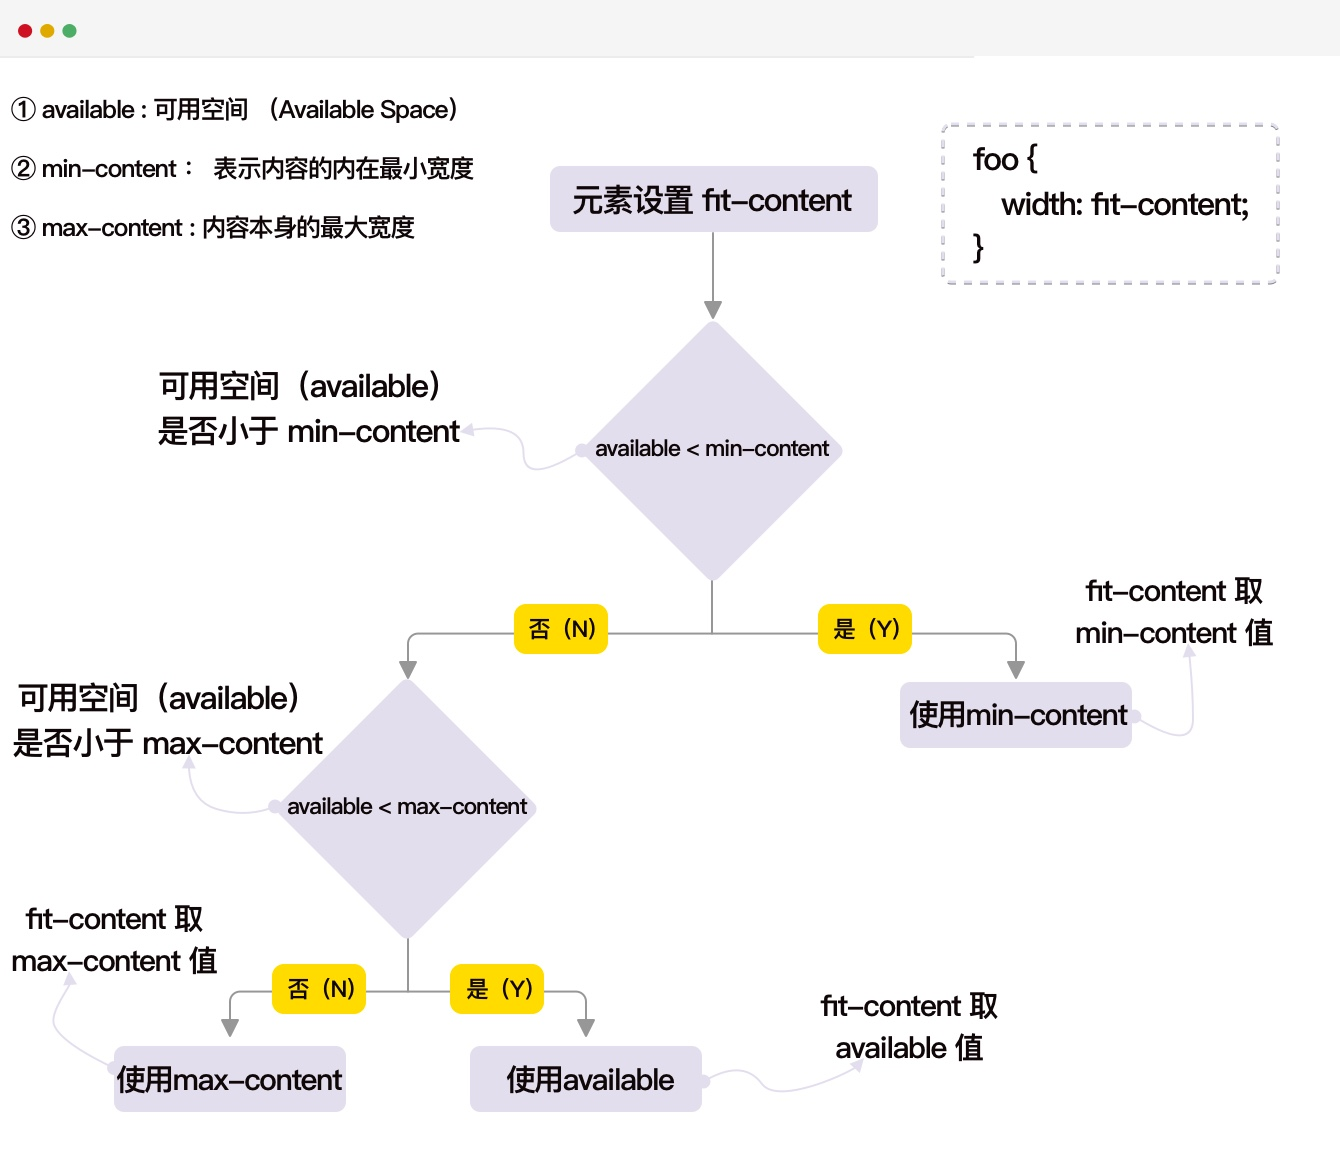 ① available : 可用空间 （Available Space）
② min-content： 表示内容的内在最小宽度
③ max-content : 内容本身的最大宽度
元素设置 fit-content
foo {
width: fit-content;
}
可用空间（available）
是否小于 min-content
available < min-content
否（N）
是（Y）
fit-content 取
min-content 值
使用min-content
可用空间（available）
是否小于 max-content
available < max-content
fit-content 取
max-content 值
否（N）
是（Y）
fit-content 取
available 值
使用max-content
使用available